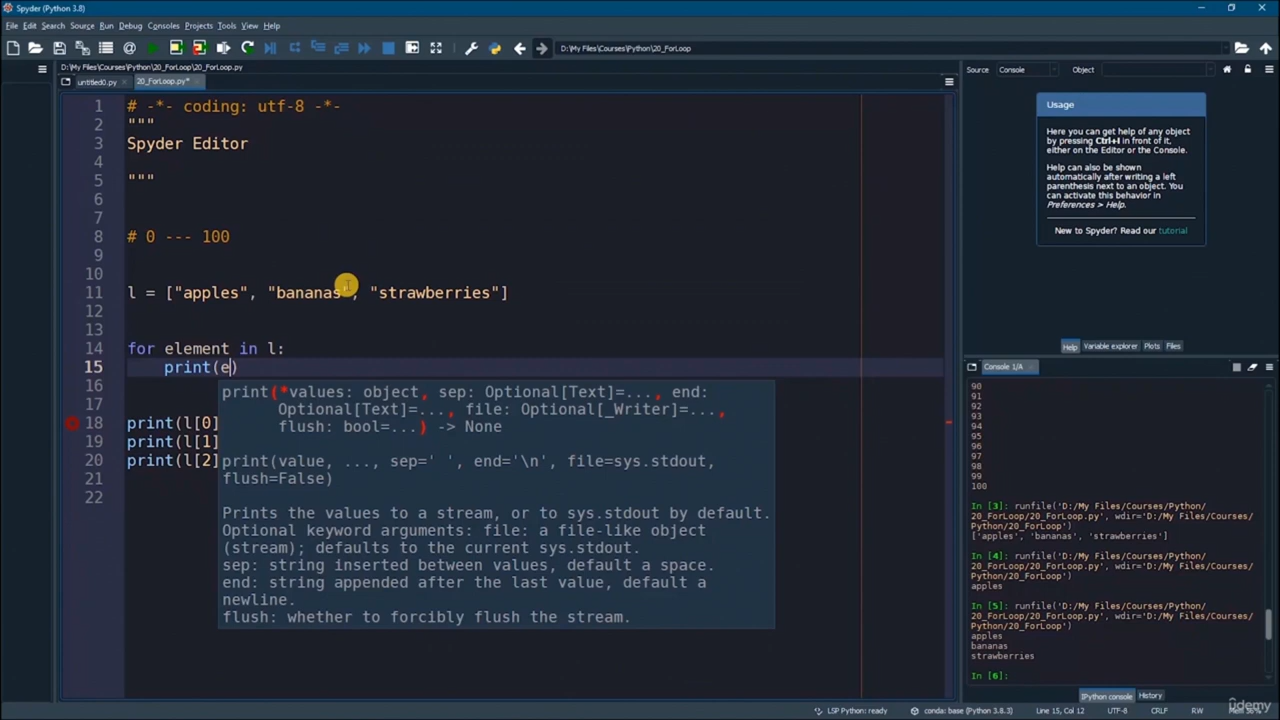 Spyder (Python 3.8)
File Edit Search Source Run Debug Consoles Projects Tools View Help
D:\My Files\Courses\Python\20_ForLoop
D:\My Files\Courses\Python\20_ForLoop\20_ForLoop.py
untitled0.py 20_ForLoop.py*
1 # -*- coding: utf-8 -*-
2 """
3 Spyder Editor
4
5 """
6
7
8 # 0 --- 100
9
10
11 l = ["apples", "bananas", "strawberries"]
12
13
14 for element in l:
15 print(e)
16
17
18 print(l[0]
19 print(l[1]
20 print(l[2]
21
22
print(*values: object, sep: Optional[Text]=..., end:
Optional[Text]=..., file: Optional[_Writer]=...,
flush: bool=...) -> None
print(value, ..., sep=' ', end='\n', file=sys.stdout,
flush=False)
Prints the values to a stream, or to sys.stdout by default.
Optional keyword arguments: file: a file-like object
(stream); defaults to the current sys.stdout.
sep: string inserted between values, default a space.
end: string appended after the last value, default a
newline.
flush: whether to forcibly flush the stream.
Source Console Object
Usage
Here you can get help of any object
by pressing Ctrl+I in front of it,
either on the Editor or the Console.
Help can also be shown
automatically after writing a left
parenthesis next to an object. You
can activate this behavior in
Preferences > Help.
New to Spyder? Read our tutorial
Help Variable explorer Plots Files
Console 1/A
90
91
92
93
94
95
96
97
98
99
100
In [3]: runfile('D:/My Files/Courses/Python/
20_ForLoop/20_ForLoop.py', wdir='D:/My Files/
Courses/Python/20_ForLoop')
['apples', 'bananas', 'strawberries']
In [4]: runfile('D:/My Files/Courses/Python/
20_ForLoop/20_ForLoop.py', wdir='D:/My Files/
Courses/Python/20_ForLoop')
apples
In [5]: runfile('D:/My Files/Courses/Python/
20_ForLoop/20_ForLoop.py', wdir='D:/My Files/
Courses/Python/20_ForLoop')
apples
bananas
strawberries
In [6]:
IPython console History
LSP Python: ready conda: base (Python 3.8.3) Line 15, Col 12 UTF-8 CRLF RW Mem
udemy